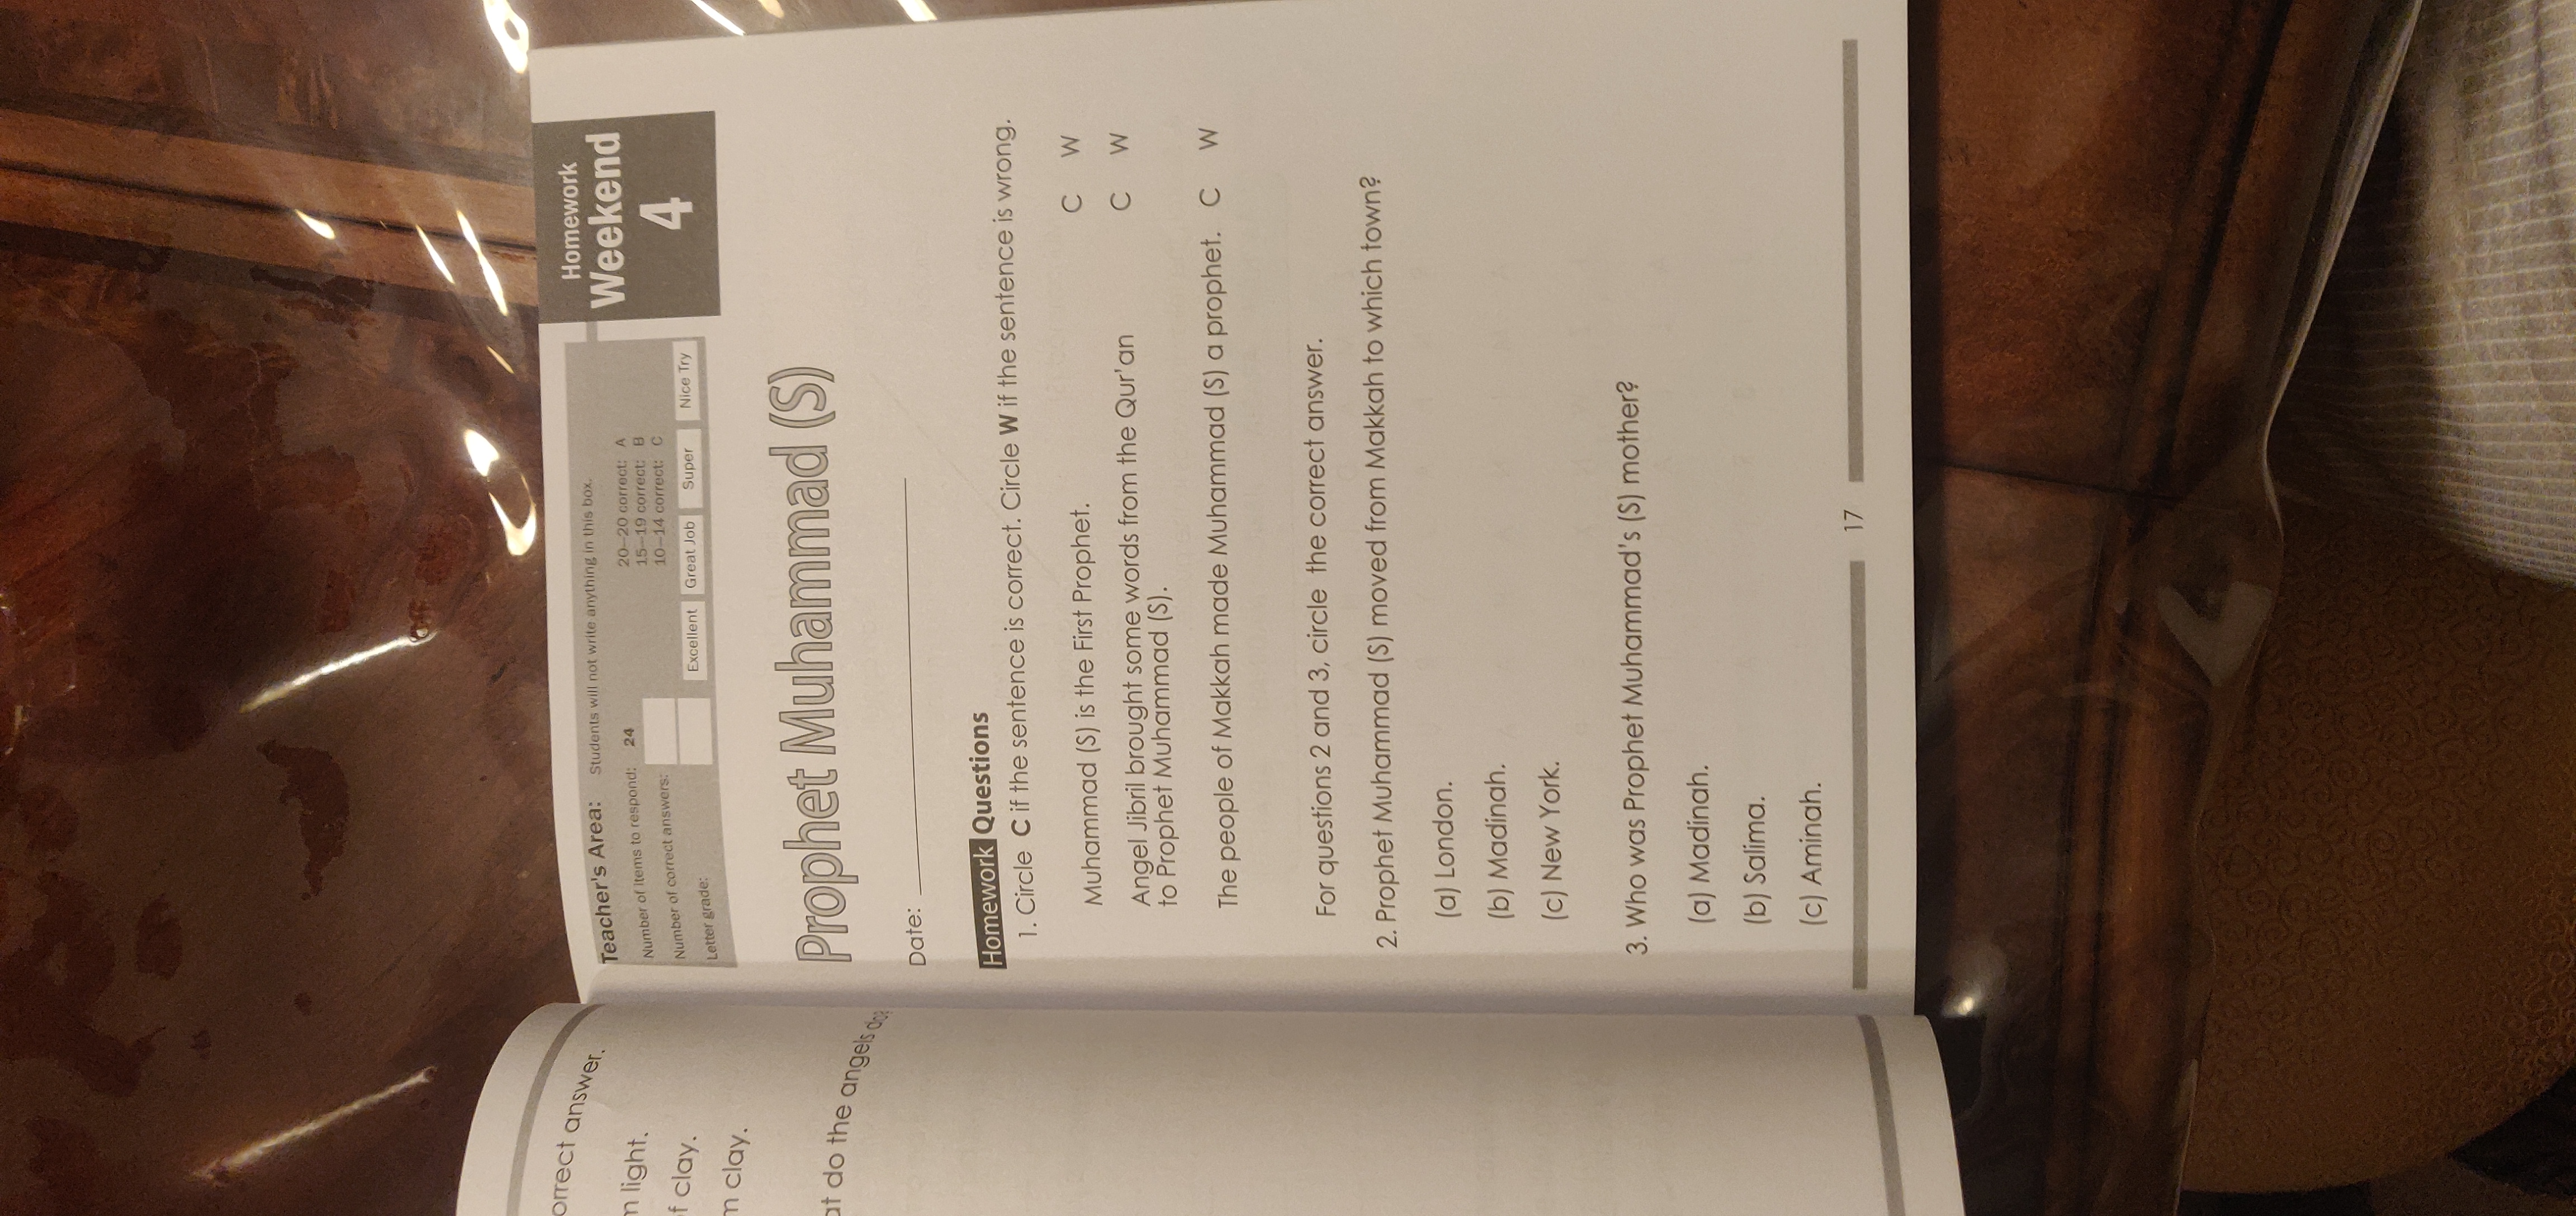 orrect answer.
m light.
f clay.
m clay.
at do the angels do?
Teacher's Area: Students will not write anything in this box.
Number of items to respond: 24
Number of correct answers:
Letter grade:
20–20 correct: A
15–19 correct: B
10–14 correct: C
Excellent Great Job Super Nice Try
Homework
Weekend
4
Prophet Muhammad (S)
Date:
Homework Questions
1. Circle C if the sentence is correct. Circle W if the sentence is wrong.
Muhammad (S) is the First Prophet. C W
Angel Jibril brought some words from the Qur'an C W
to Prophet Muhammad (S).
The people of Makkah made Muhammad (S) a prophet. C W
For questions 2 and 3, circle the correct answer.
2. Prophet Muhammad (S) moved from Makkah to which town?
(a) London.
(b) Madinah.
(c) New York.
3. Who was Prophet Muhammad's (S) mother?
(a) Madinah.
(b) Salima.
(c) Aminah.
17